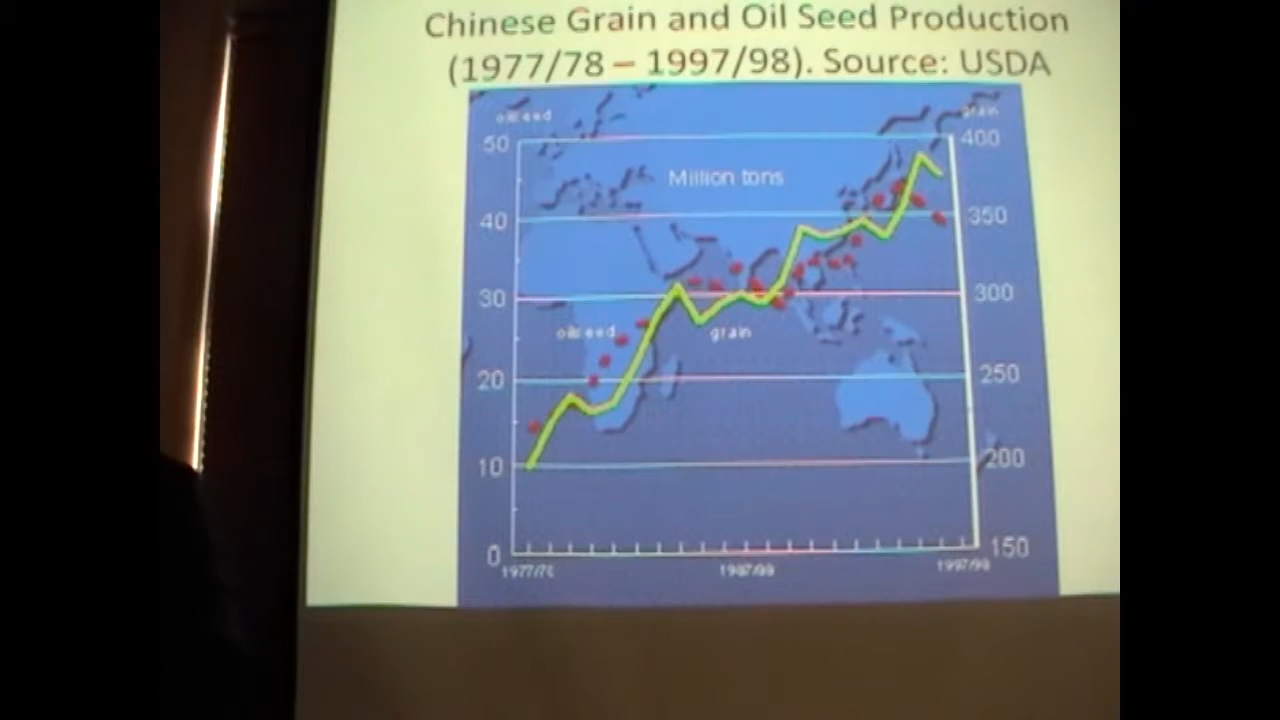 Chinese Grain and Oil Seed Production
(1977/78 – 1997/98). Source: USDA
oilseed grain
50 400
Million tons
40 350
30 300
oilseed grain
20 250
10 200
0 150
1977/78 1987/88 1997/98